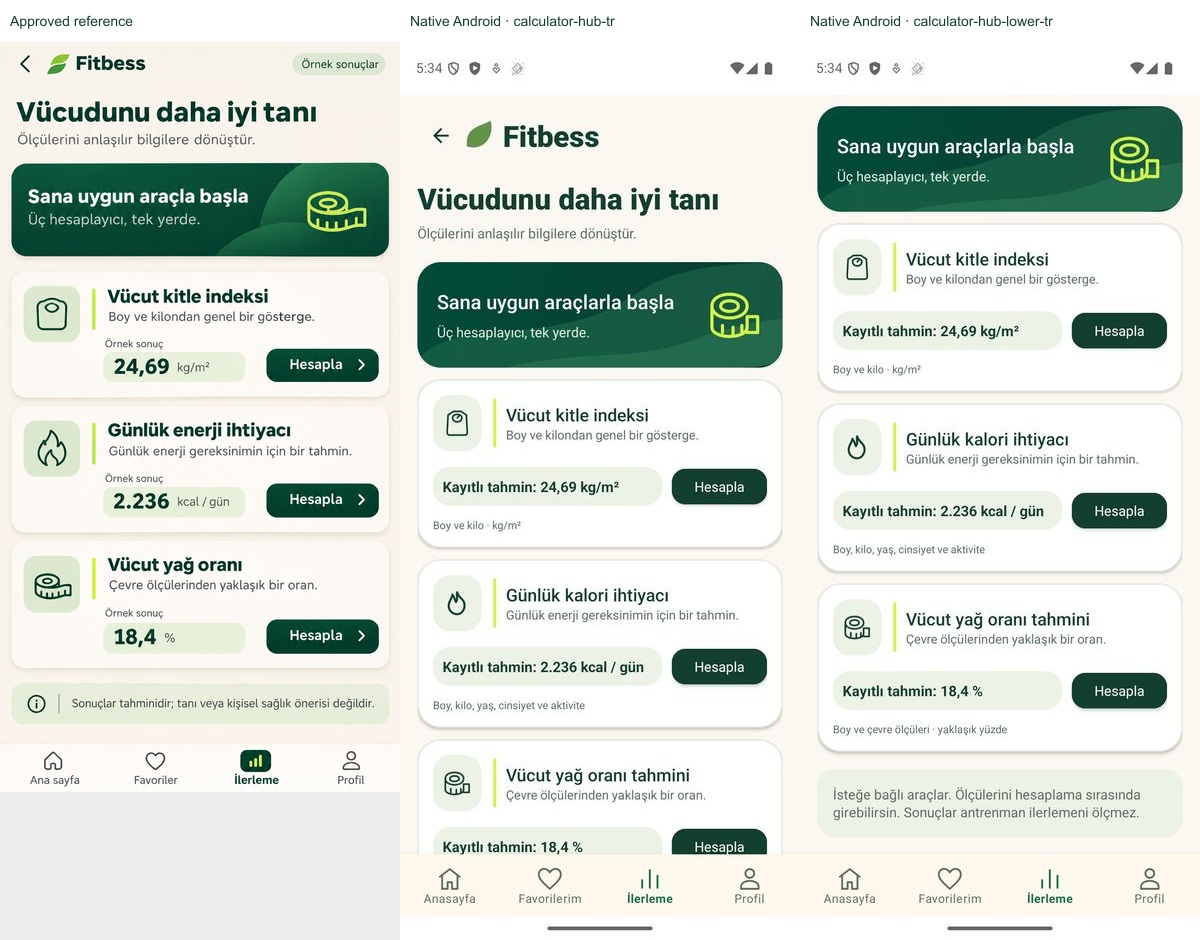 Approved reference
Fitbess
Örnek sonuçlar
Vücudunu daha iyi tanı
Ölçülerini anlaşılır bilgilere dönüştür.
Sana uygun araçla başla
Üç hesaplayıcı, tek yerde.
Vücut kitle indeksi
Boy ve kilondan genel bir gösterge.
Örnek sonuç
24,69 kg/m²
Hesapla
Günlük enerji ihtiyacı
Günlük enerji gereksinimin için bir tahmin.
Örnek sonuç
2.236 kcal / gün
Hesapla
Vücut yağ oranı
Çevre ölçülerinden yaklaşık bir oran.
Örnek sonuç
18,4 %
Hesapla
Sonuçlar tahminidir; tanı veya kişisel sağlık önerisi değildir.
Ana sayfa
Favoriler
İlerleme
Profil
Native Android · calculator-hub-tr
5:34
Fitbess
Vücudunu daha iyi tanı
Ölçülerini anlaşılır bilgilere dönüştür.
Sana uygun araçlarla başla
Üç hesaplayıcı, tek yerde.
Vücut kitle indeksi
Boy ve kilondan genel bir gösterge.
Kayıtlı tahmin: 24,69 kg/m²
Hesapla
Boy ve kilo · kg/m²
Günlük kalori ihtiyacı
Günlük enerji gereksinimin için bir tahmin.
Kayıtlı tahmin: 2.236 kcal / gün
Hesapla
Boy, kilo, yaş, cinsiyet ve aktivite
Vücut yağ oranı tahmini
Çevre ölçülerinden yaklaşık bir oran.
Kayıtlı tahmin: 18,4 %
Hesapla
Anasayfa
Favorilerim
İlerleme
Profil
Native Android · calculator-hub-lower-tr
5:34
Sana uygun araçlarla başla
Üç hesaplayıcı, tek yerde.
Vücut kitle indeksi
Boy ve kilondan genel bir gösterge.
Kayıtlı tahmin: 24,69 kg/m²
Hesapla
Boy ve kilo · kg/m²
Günlük kalori ihtiyacı
Günlük enerji gereksinimin için bir tahmin.
Kayıtlı tahmin: 2.236 kcal / gün
Hesapla
Boy, kilo, yaş, cinsiyet ve aktivite
Vücut yağ oranı tahmini
Çevre ölçülerinden yaklaşık bir oran.
Kayıtlı tahmin: 18,4 %
Hesapla
Boy ve çevre ölçüleri · yaklaşık yüzde
İsteğe bağlı araçlar. Ölçülerini hesaplama sırasında
girebilirsin. Sonuçlar antrenman ilerlemeni ölçmez.
Anasayfa
Favorilerim
İlerleme
Profil